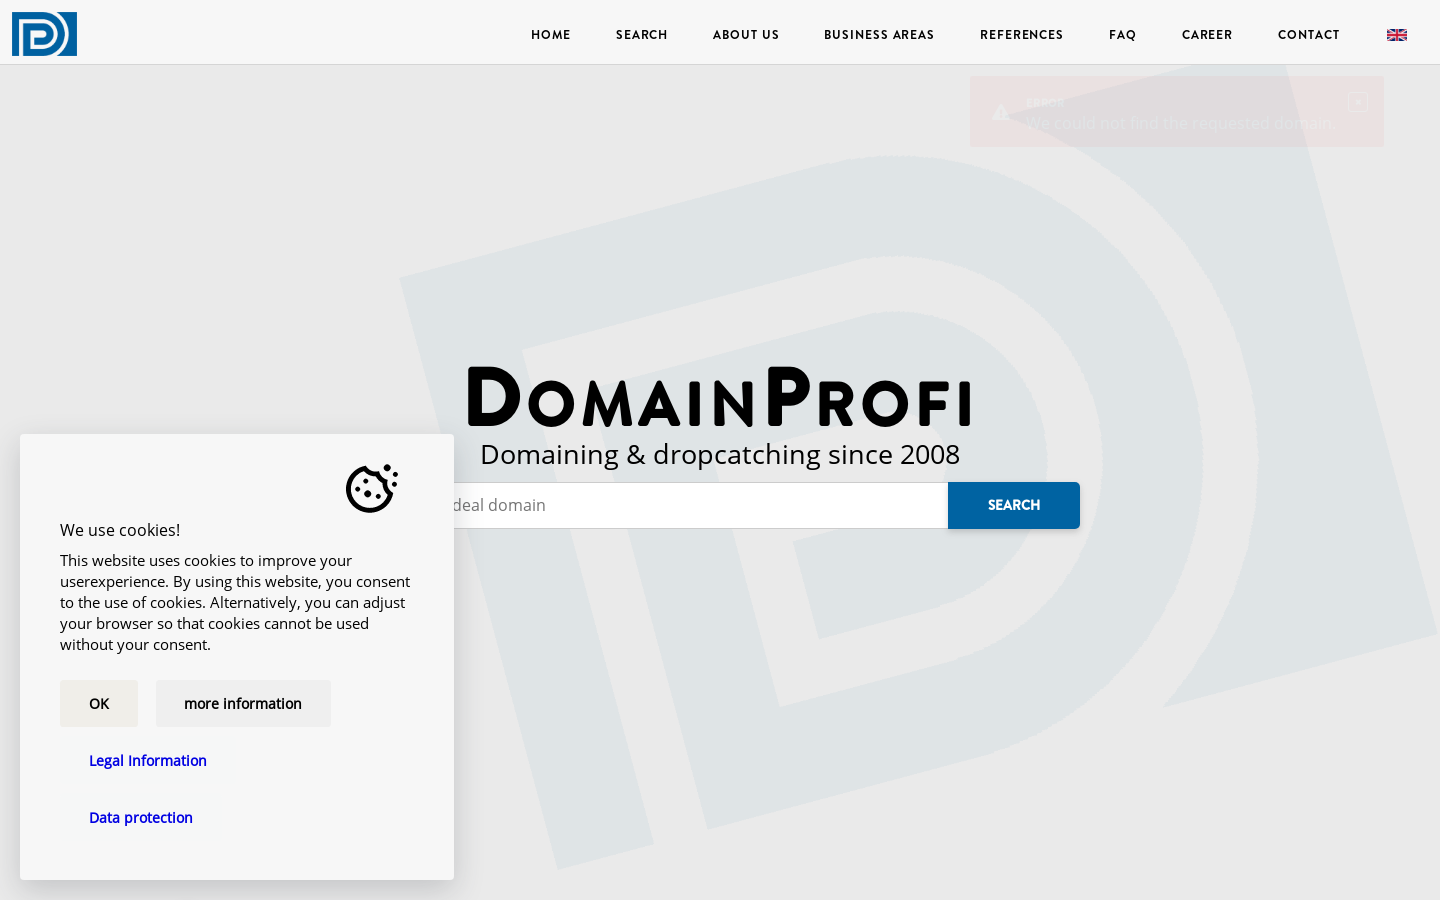 HOME SEARCH ABOUT US BUSINESS AREAS REFERENCES FAQ CAREER CONTACT
We could not find the requested domain.
DOMAINPROFI
Domaining & dropcatching since 2008
deal domain
SEARCH
We use cookies!
This website uses cookies to improve your
userexperience. By using this website, you consent
to the use of cookies. Alternatively, you can adjust
your browser so that cookies cannot be used
without your consent.
OK
more information
Legal Information
Data protection